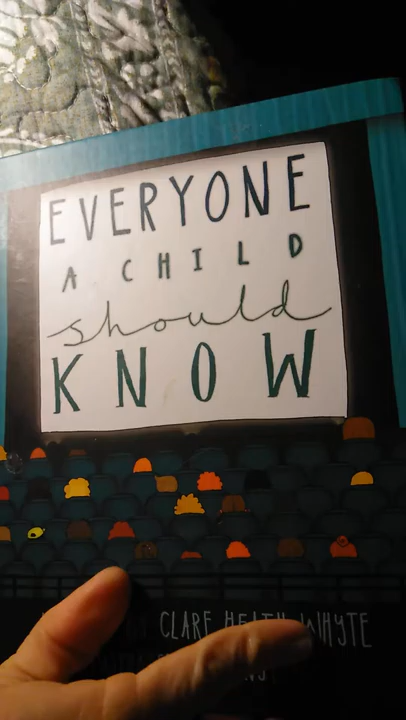 EVERYONE
A CHILD
should
KNOW
CLARE HEATH-WHYTE